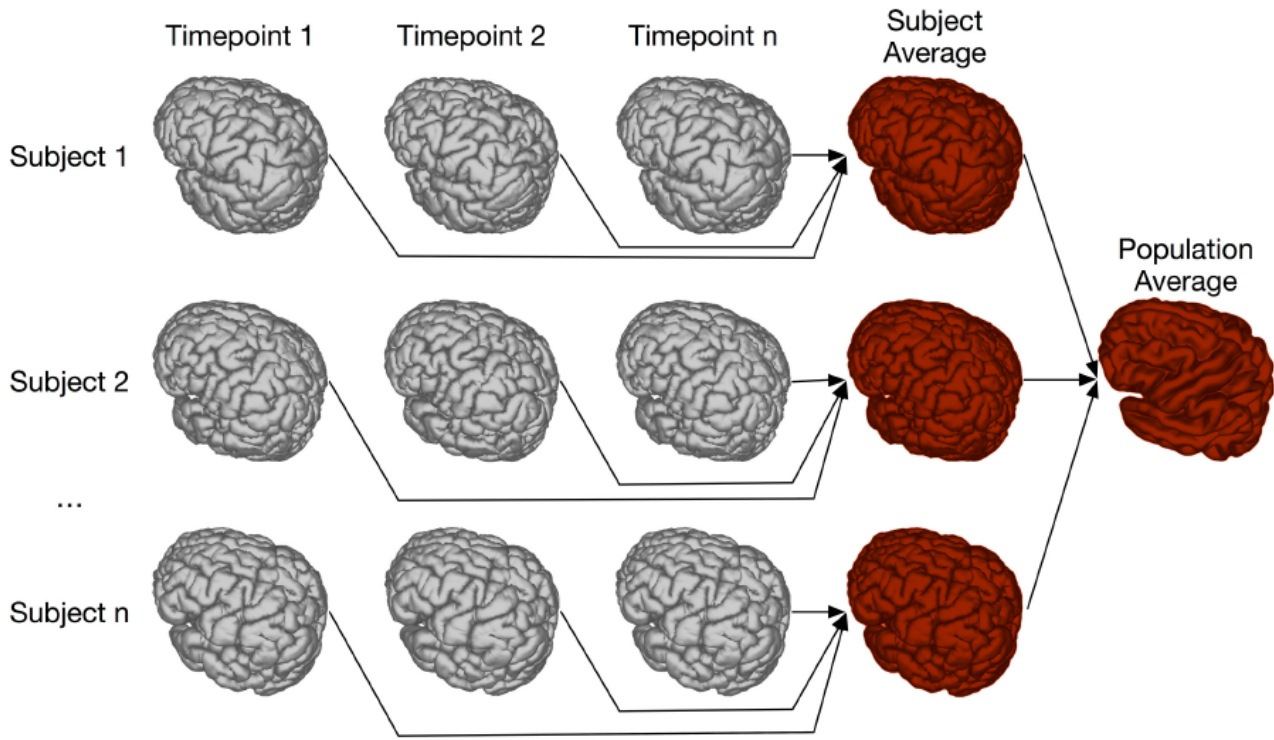 Timepoint 1
Timepoint 2
Timepoint n
Subject
Average
Subject 1
Population
Average
Subject 2
...
Subject n